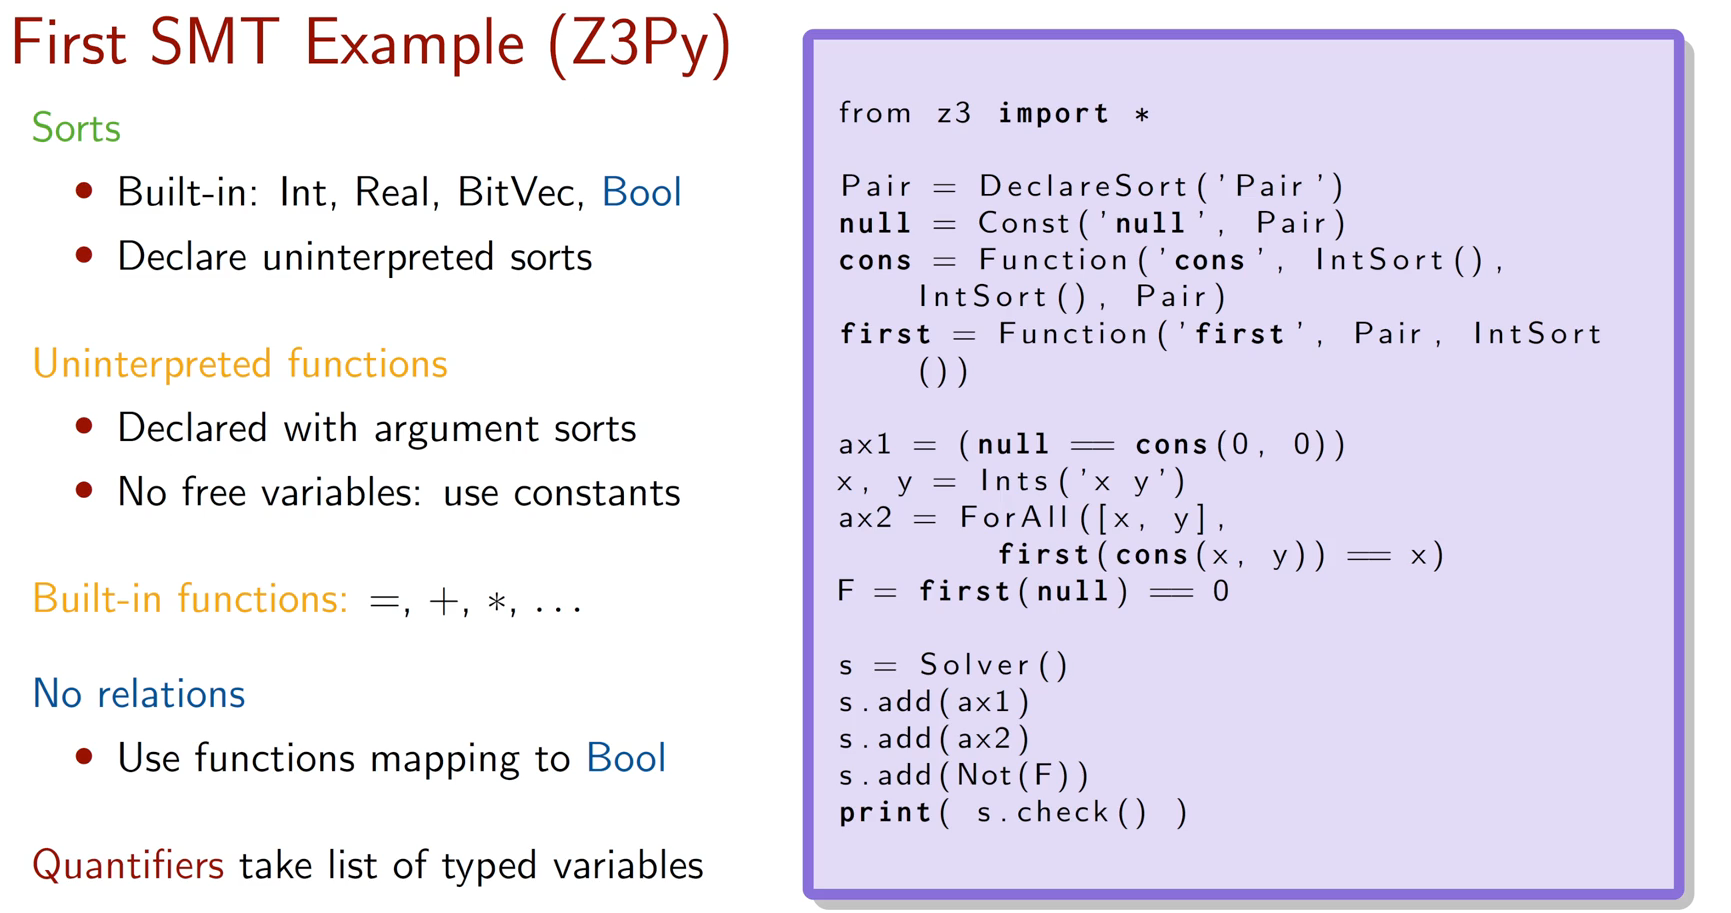 First SMT Example (Z3Py)
Sorts
• Built-in: Int, Real, BitVec, Bool
• Declare uninterpreted sorts
Uninterpreted functions
• Declared with argument sorts
• No free variables: use constants
Built-in functions: =, +, *, ...
No relations
• Use functions mapping to Bool
Quantifiers take list of typed variables
from z3 import *
Pair = DeclareSort('Pair')
null = Const('null', Pair)
cons = Function('cons', IntSort(),
IntSort(), Pair)
first = Function('first', Pair, IntSort
())
ax1 = (null == cons(0, 0))
x, y = Ints('x y')
ax2 = ForAll([x, y],
first(cons(x, y)) == x)
F = first(null) == 0
s = Solver()
s.add(ax1)
s.add(ax2)
s.add(Not(F))
print( s.check() )